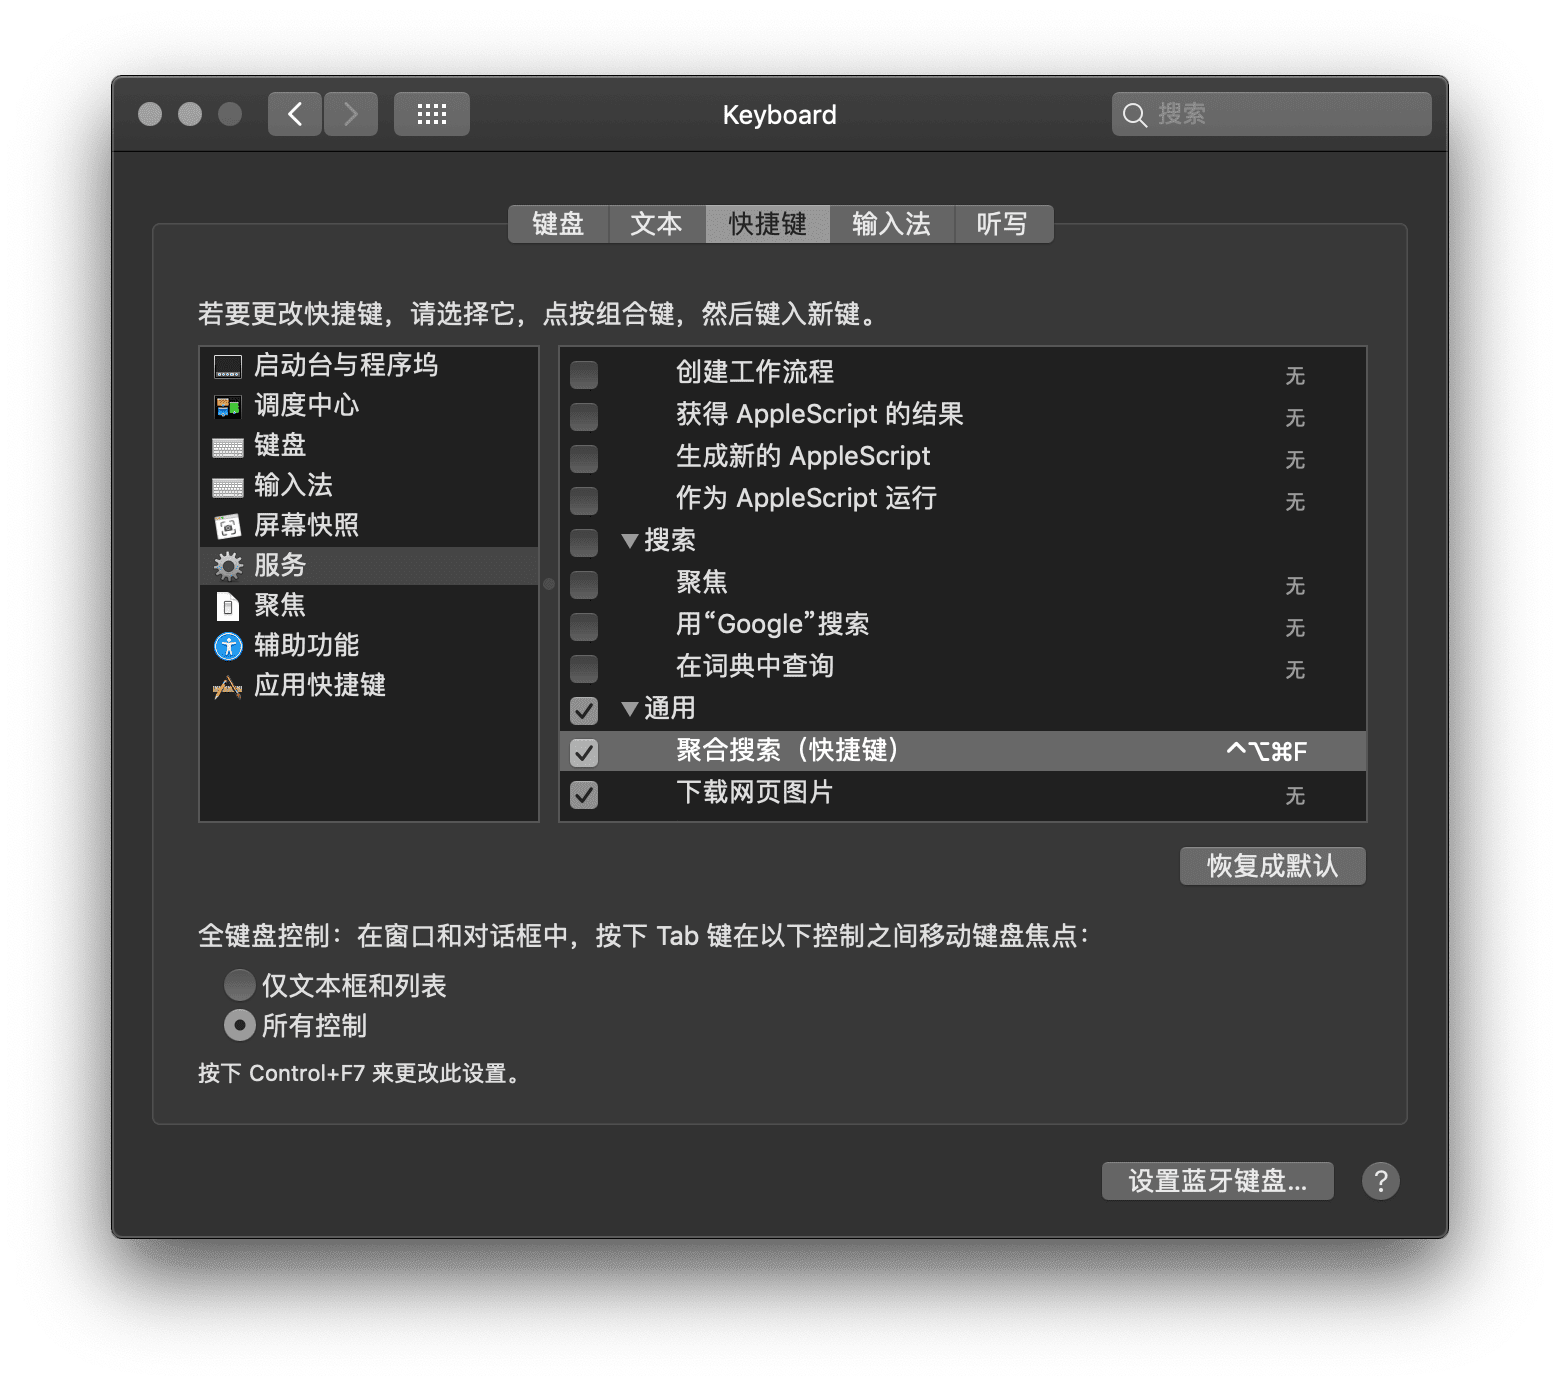 Keyboard
搜索
键盘
文本
快捷键
输入法
听写
若要更改快捷键，请选择它，点按组合键，然后键入新键。
启动台与程序坞
调度中心
键盘
输入法
屏幕快照
服务
聚焦
辅助功能
应用快捷键
创建工作流程 无
获得 AppleScript 的结果 无
生成新的 AppleScript 无
作为 AppleScript 运行 无
搜索
聚焦 无
用“Google”搜索 无
在词典中查询 无
通用
聚合搜索（快捷键） ^⌥⌘F
下载网页图片 无
恢复成默认
全键盘控制：在窗口和对话框中，按下 Tab 键在以下控制之间移动键盘焦点：
仅文本框和列表
所有控制
按下 Control+F7 来更改此设置。
设置蓝牙键盘...
?